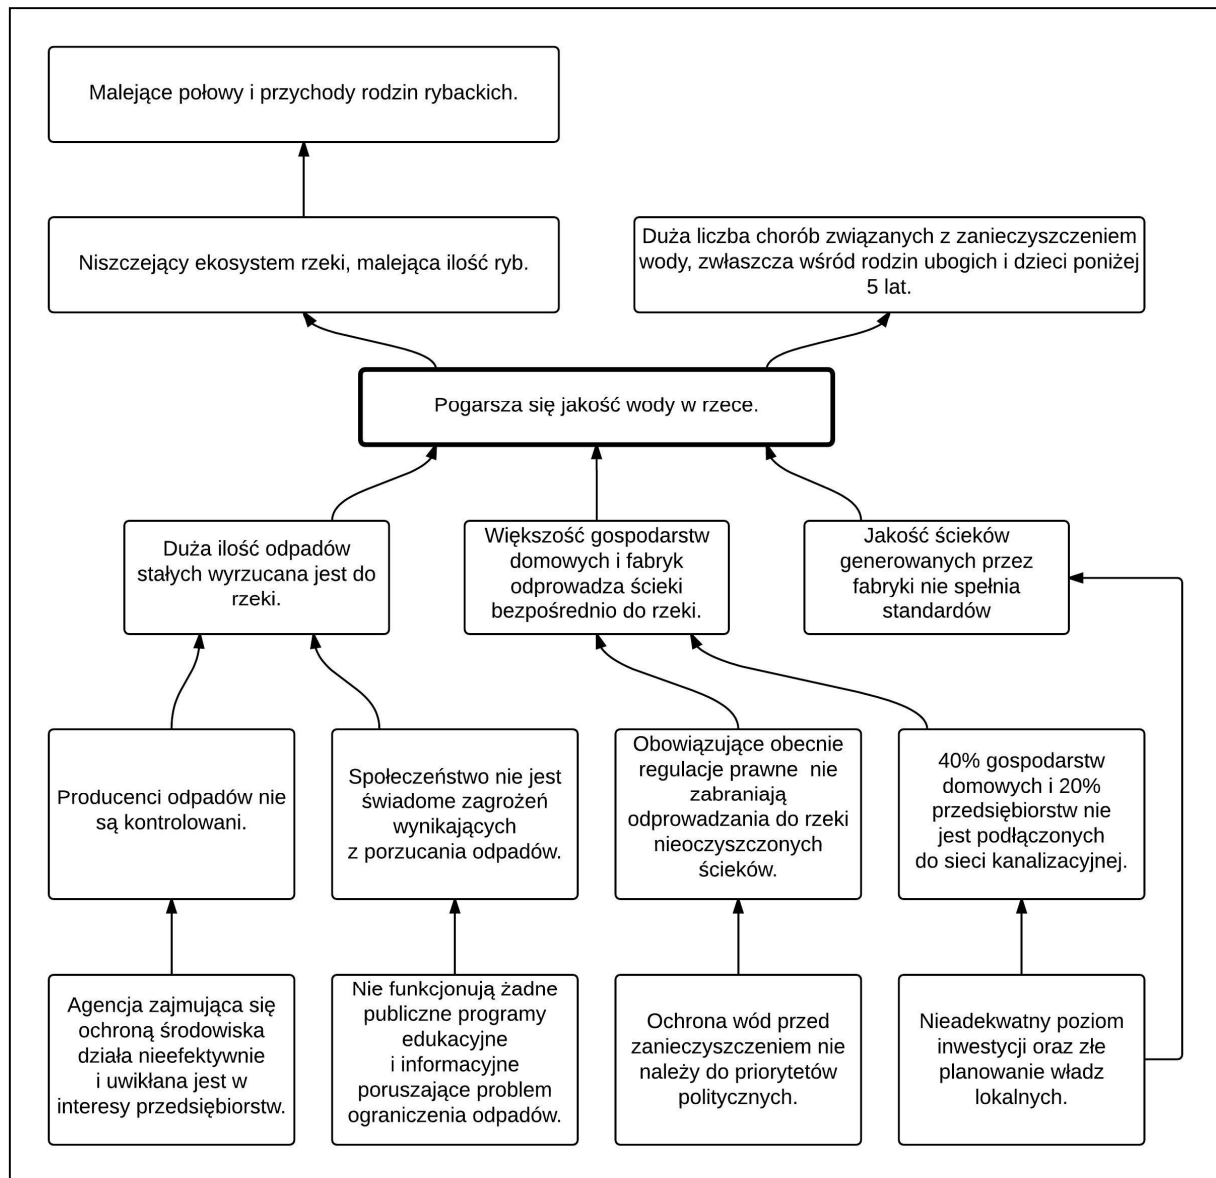 Malejące połowy i przychody rodzin rybackich.
Niszczejący ekosystem rzeki, malejąca ilość ryb.
Duża liczba chorób związanych z zanieczyszczeniem
wody, zwłaszcza wśród rodzin ubogich i dzieci poniżej
5 lat.
Pogarsza się jakość wody w rzece.
Duża ilość odpadów
stałych wyrzucana jest do
rzeki.
Większość gospodarstw
domowych i fabryk
odprowadza ścieki
bezpośrednio do rzeki.
Jakość ścieków
generowanych przez
fabryki nie spełnia
standardów
Producenci odpadów nie
są kontrolowani.
Społeczeństwo nie jest
świadome zagrożeń
wynikających
z porzucania odpadów.
Obowiązujące obecnie
regulacje prawne  nie
zabraniają
odprowadzania do rzeki
nieoczyszczonych
ścieków.
40% gospodarstw
domowych i 20%
przedsiębiorstw nie
jest podłączonych
do sieci kanalizacyjnej.
Agencja zajmująca się
ochroną środowiska
działa nieefektywnie
i uwikłana jest w
interesy przedsiębiorstw.
Nie funkcjonują żadne
publiczne programy
edukacyjne
i informacyjne
poruszające problem
ograniczenia odpadów.
Ochrona wód przed
zanieczyszczeniem nie
należy do priorytetów
politycznych.
Nieadekwatny poziom
inwestycji oraz złe
planowanie władz
lokalnych.